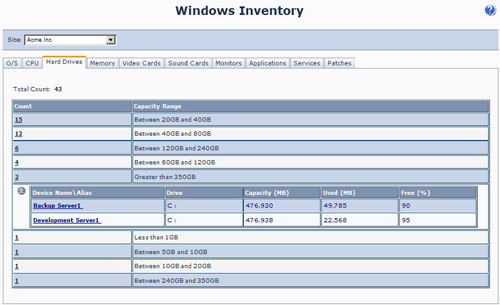 Windows Inventory
Site: Acme Inc
O/S CPU Hard Drives Memory Video Cards Sound Cards Monitors Applications Services Patches
Total Count: 43
Count Capacity Range
15 Between 20GB and 40GB
12 Between 40GB and 80GB
6 Between 120GB and 240GB
4 Between 80GB and 120GB
2 Greater than 350GB
Device Name\Alias Drive Capacity (MB) Used (MB) Free (%)
Backup Server1 C: 476.930 49.785 90
Development Server1 C: 476.938 22.568 95
1 Less than 1GB
1 Between 5GB and 10GB
1 Between 10GB and 20GB
1 Between 240GB and 350GB